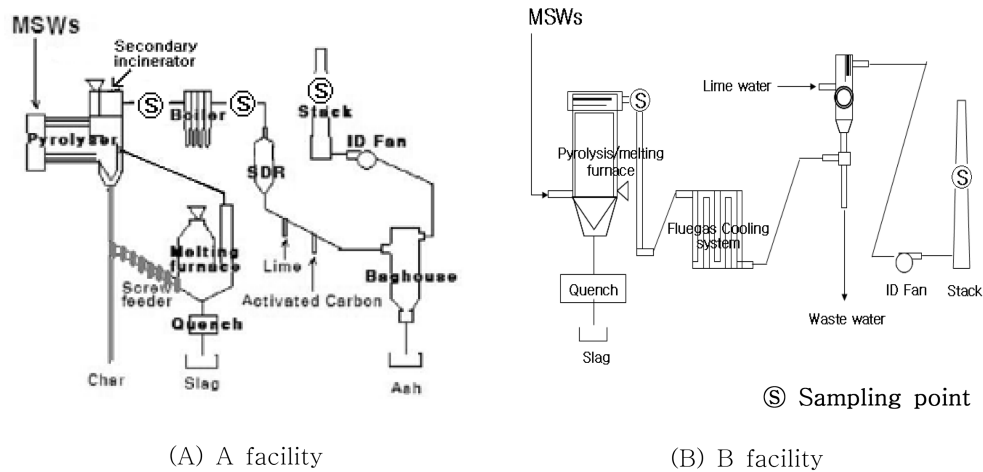 MSWs
Secondary
incinerator
S
S
Boiler
S
Stack
ID Fan
Pyrolyser
SDR
Melting
furnace
Lime
Activated Carbon
Baghouse
Screw
feeder
Quench
Char
Slag
Ash
(A) A facility
MSWs
Lime water
S
Pyrolysis/melting
furnace
S
Fluegas Cooling
system
Quench
ID Fan
Stack
Waste water
Slag
Ⓢ Sampling point
(B) B facility